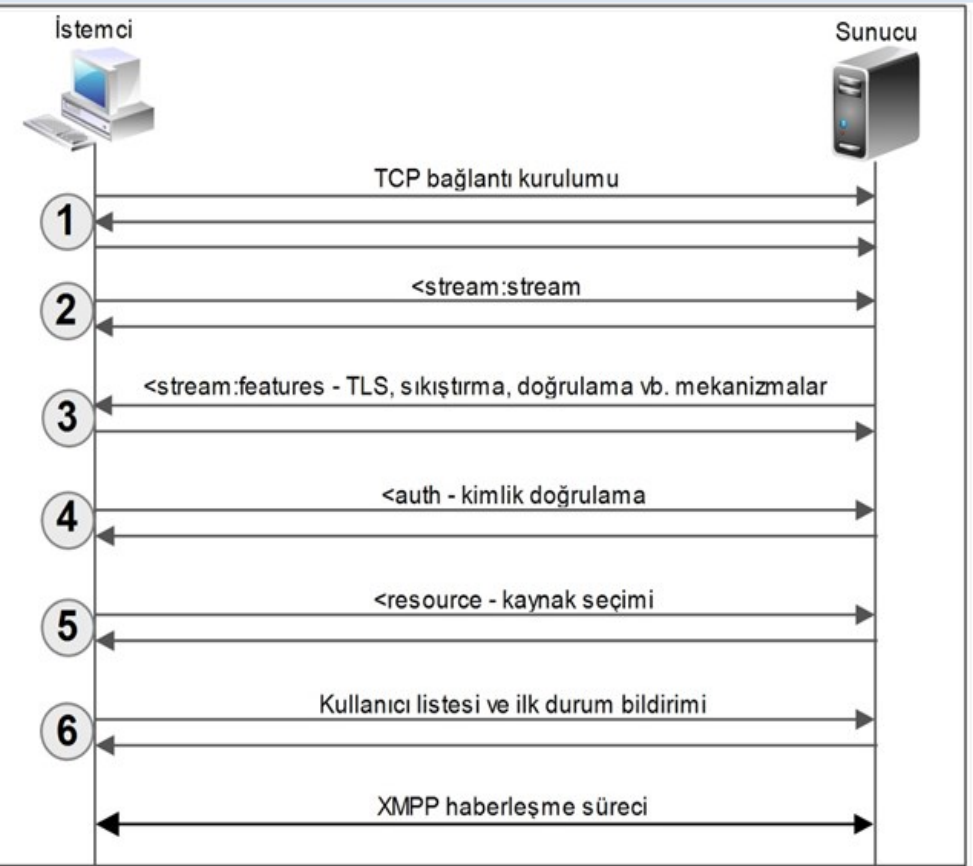 İstemci
Sunucu
TCP bağlantı kurulumu
1
<stream:stream
2
<stream:features - TLS, sıkıştırma, doğrulama vb. mekanizmalar
3
<auth - kimlik doğrulama
4
<resource - kaynak seçimi
5
Kullanıcı listesi ve ilk durum bildirimi
6
XMPP haberleşme süreci